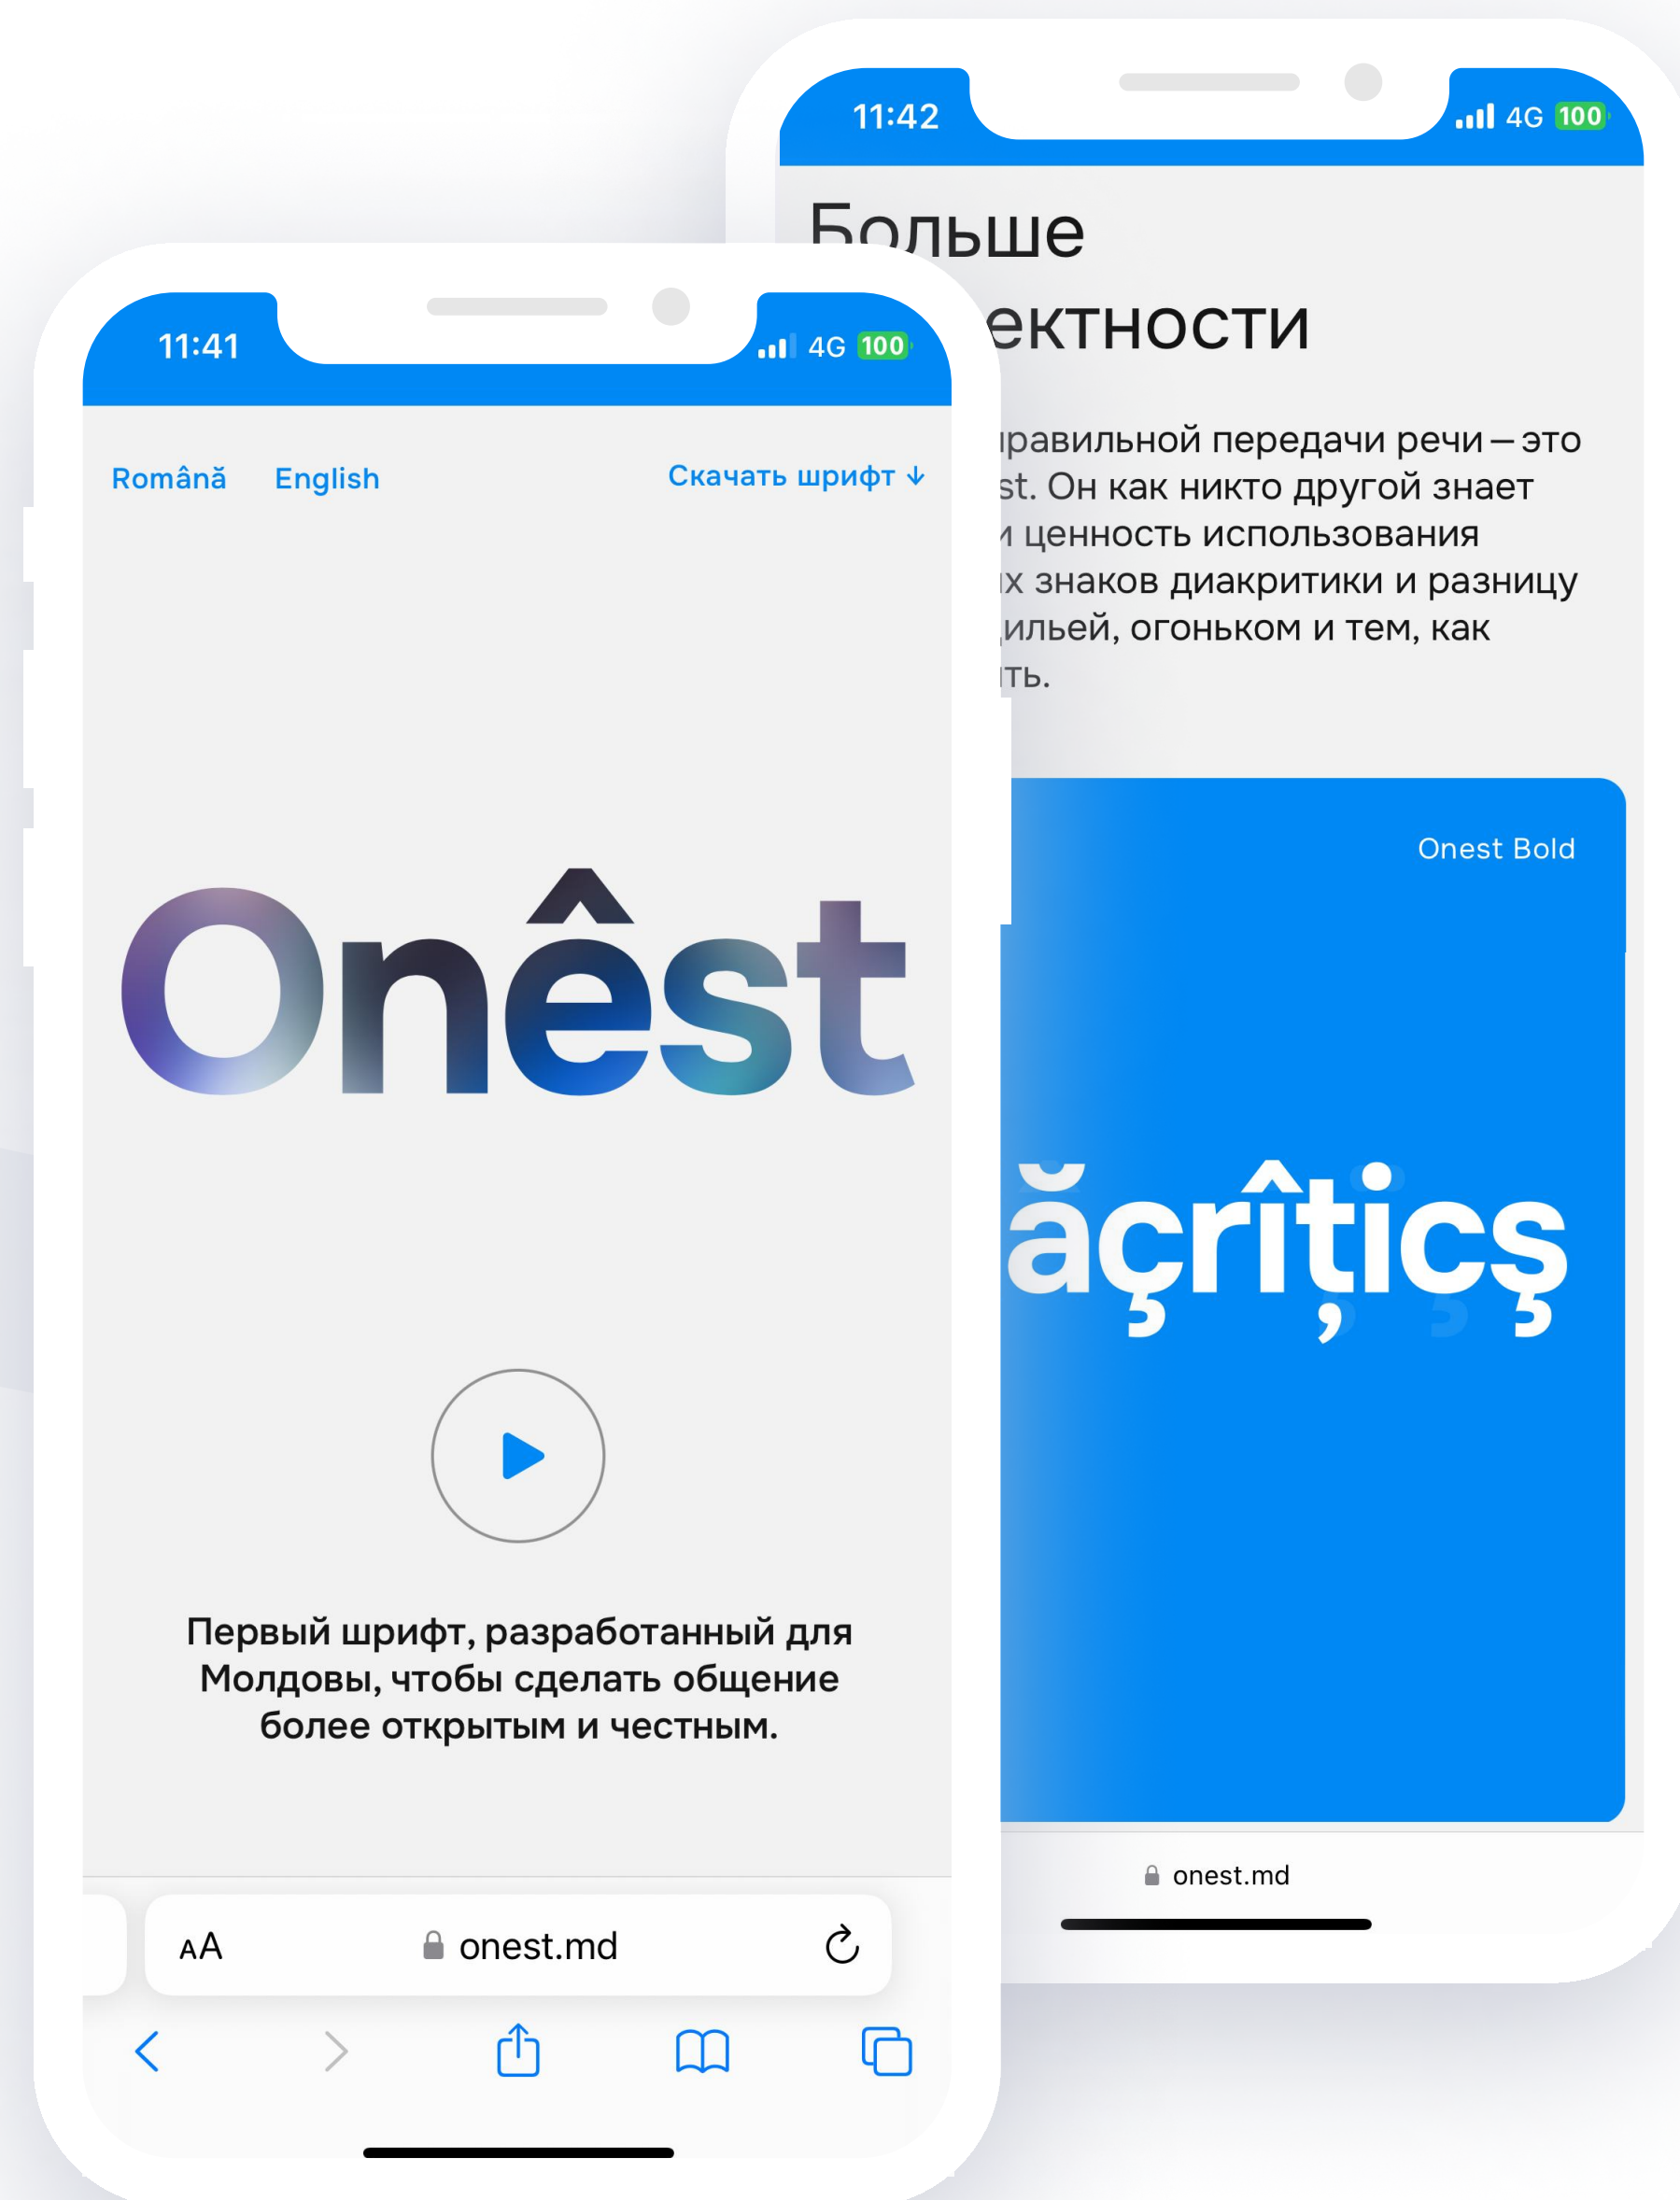 11:41
4G 100
Română English Скачать шрифт ↓
Onêst
Первый шрифт, разработанный для
Молдовы, чтобы сделать общение
более открытым и честным.
AA onest.md
11:42
4G 100
Больше
ектности
правильной передачи речи — это
st. Он как никто другой знает
и ценность использования
х знаков диакритики и разницу
ильей, огоньком и тем, как
ть.
Onest Bold
ăçrîțiçş
onest.md